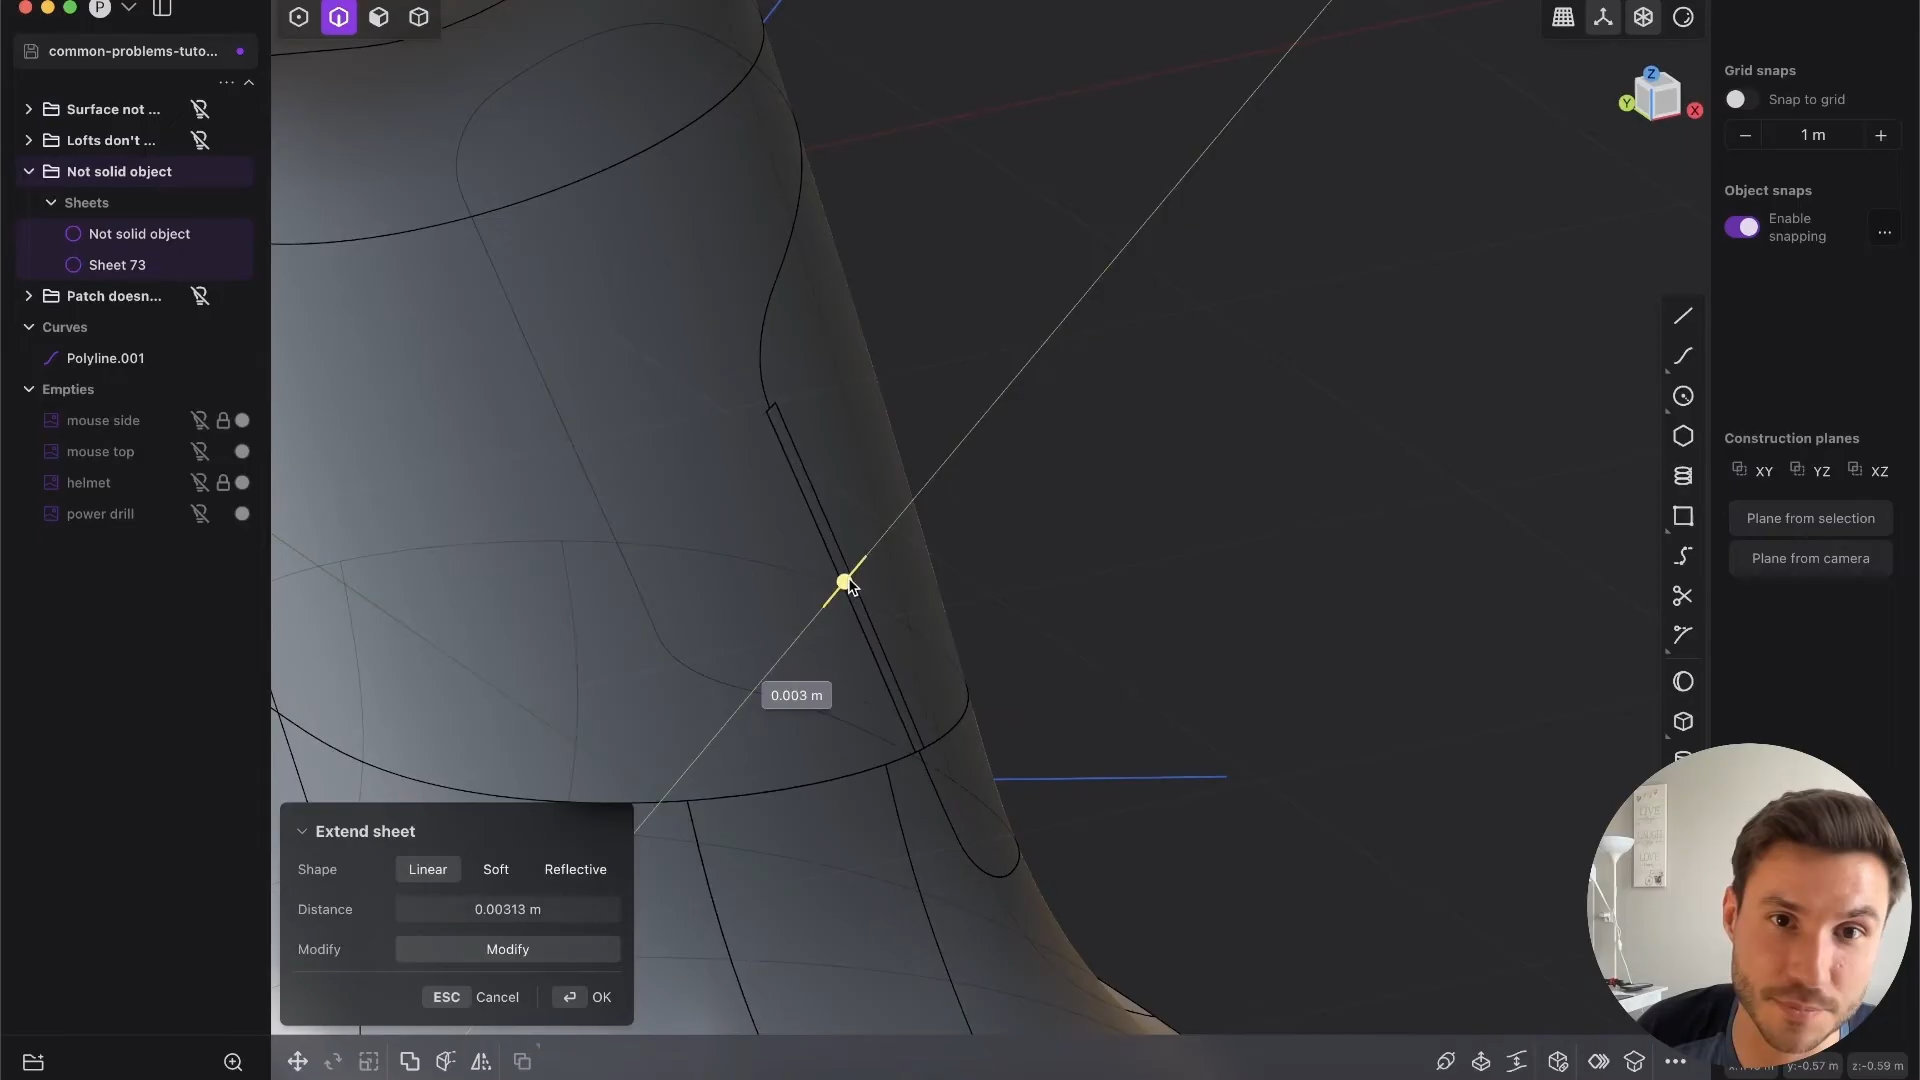 P
common-problems-tuto...
Surface not ...
Lofts don't ...
Not solid object
Sheets
Not solid object
Sheet 73
Patch doesn...
Curves
Polyline.001
Empties
mouse side
mouse top
helmet
power drill
0.003 m
Extend sheet
Shape
Linear
Soft
Reflective
Distance
0.00313 m
Modify
Modify
ESC
Cancel
OK
Z
Y
X
Grid snaps
Snap to grid
1 m
Object snaps
Enable
snapping
Construction planes
XY
YZ
XZ
Plane from selection
Plane from camera
LIVE
LOVE
y:-0.57 m
z:-0.59 m